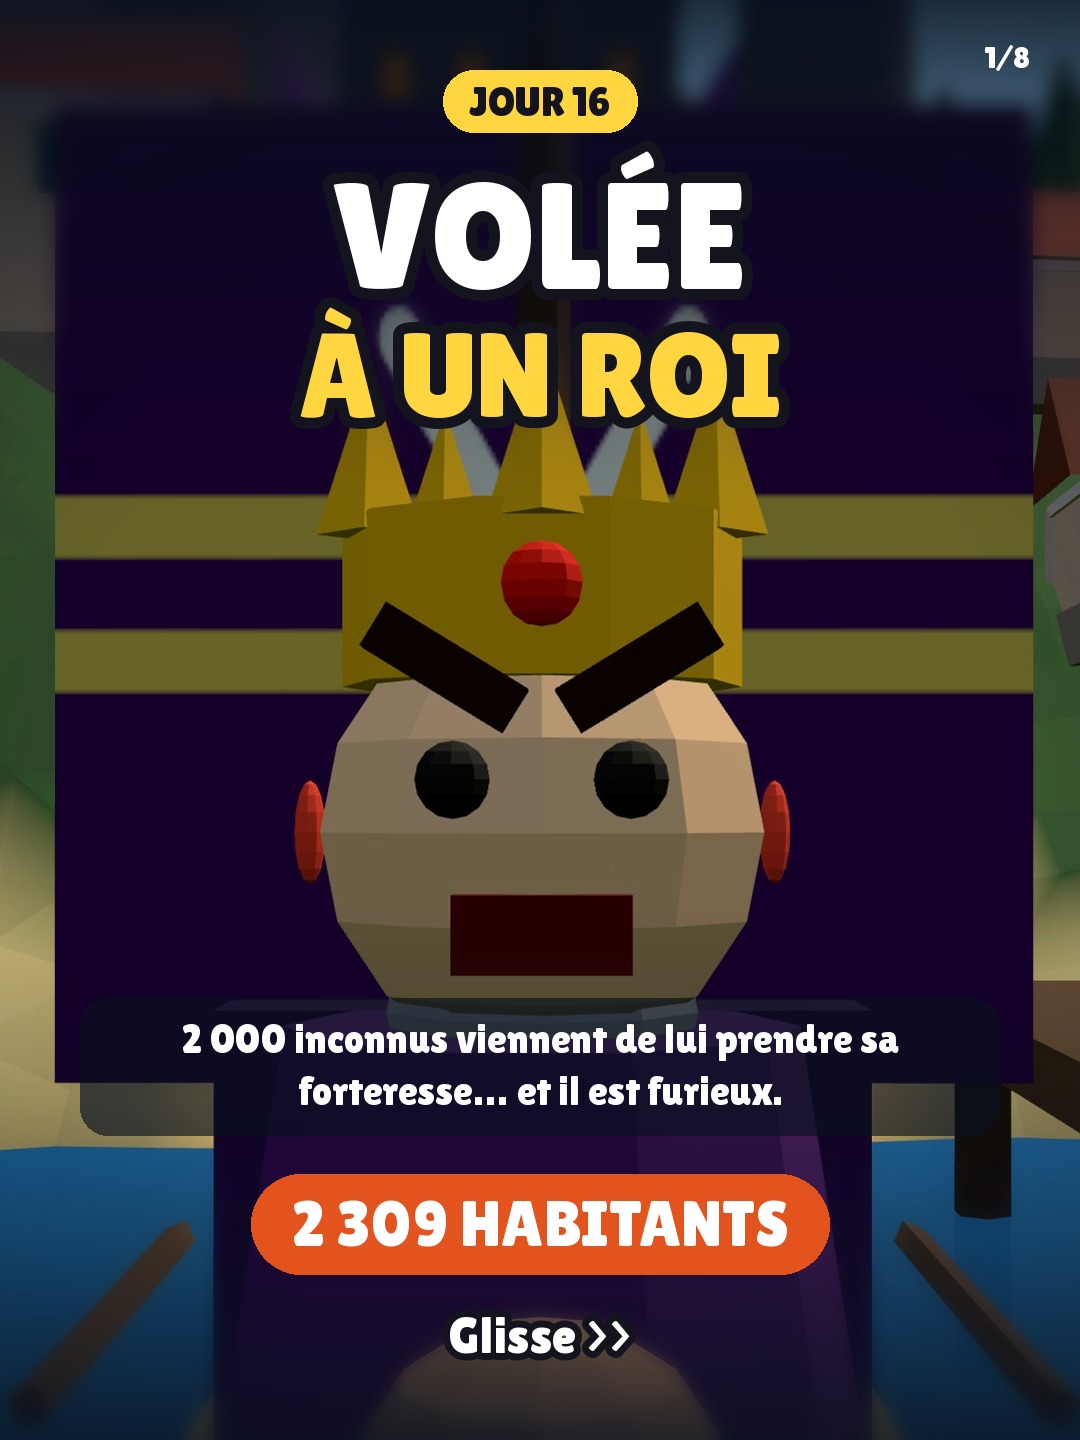 1/8
JOUR 16
VOLÉE
À UN ROI
2 000 inconnus viennent de lui prendre sa
forteresse... et il est furieux.
2 309 HABITANTS
Glisse >>